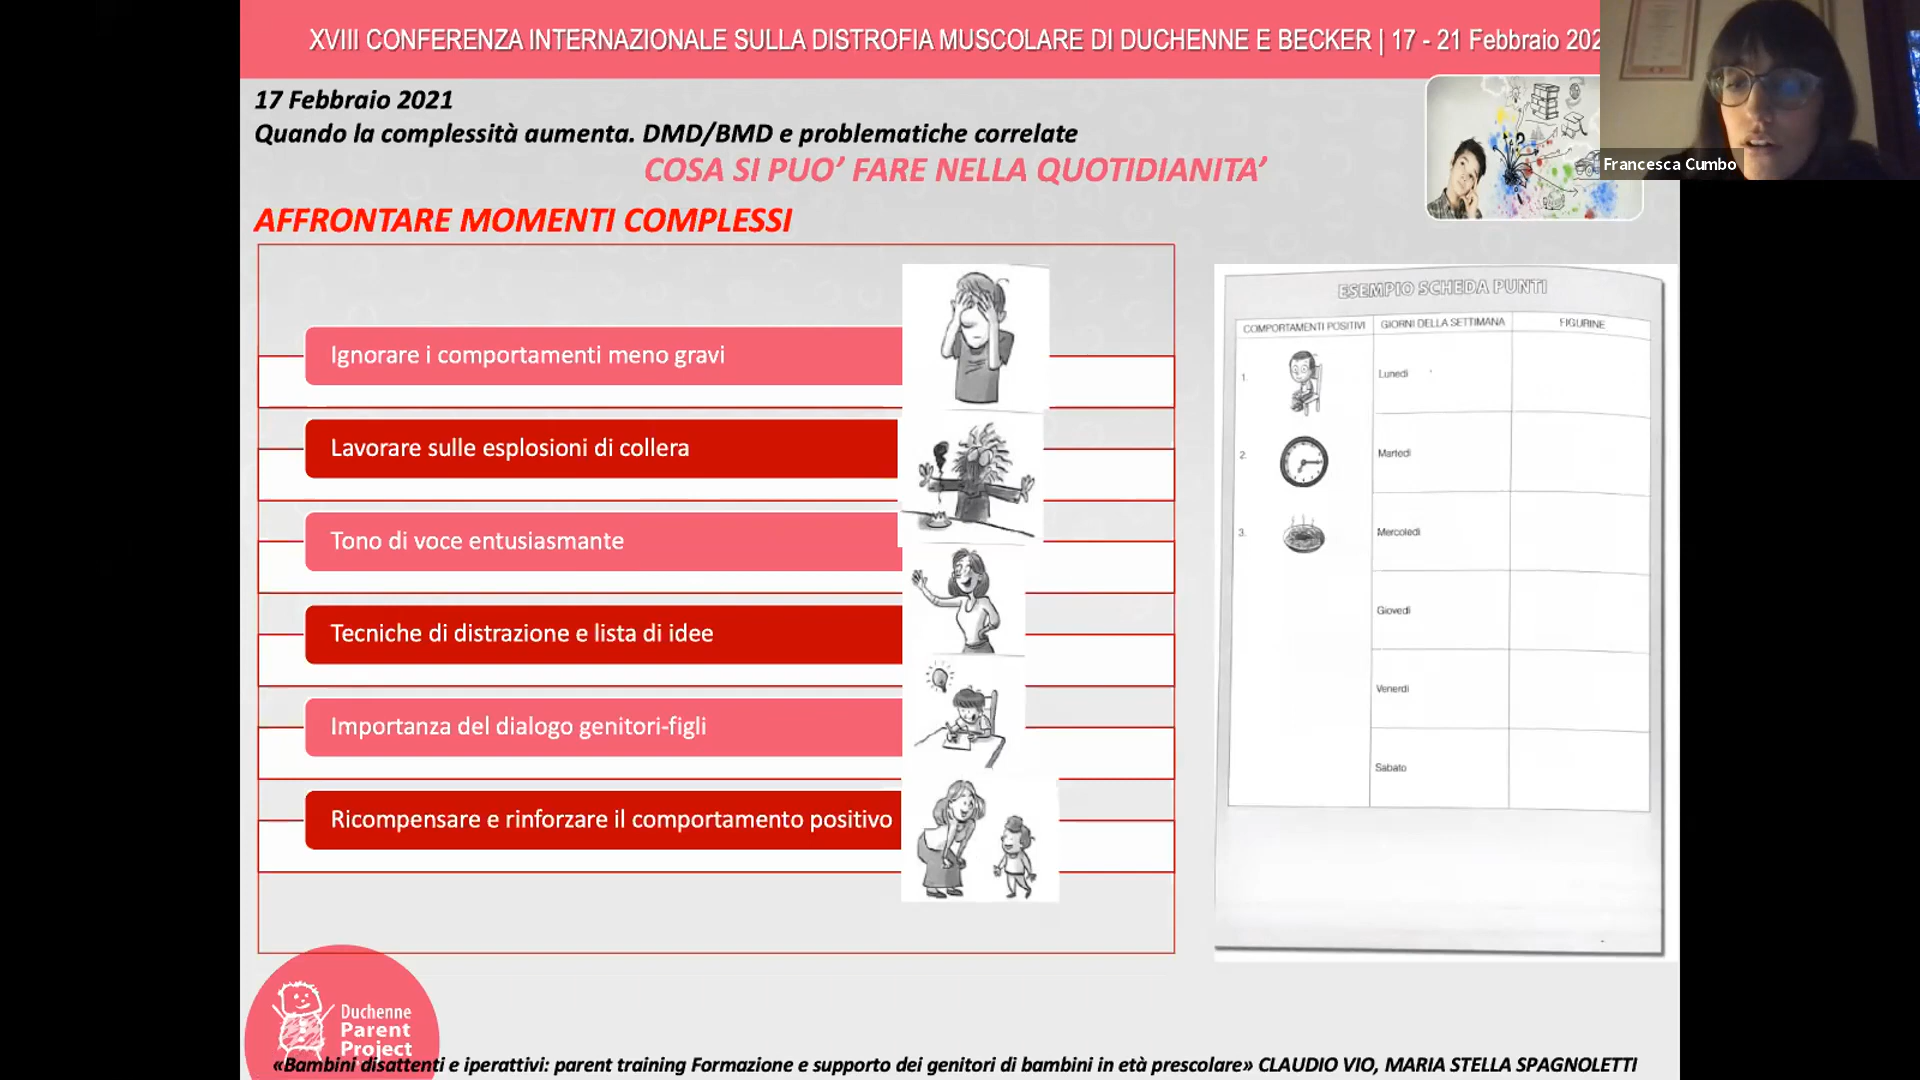 XVIII CONFERENZA INTERNAZIONALE SULLA DISTROFIA MUSCOLARE DI DUCHENNE E BECKER | 17 - 21 Febbraio 202
17 Febbraio 2021
Quando la complessità aumenta. DMD/BMD e problematiche correlate
COSA SI PUO’ FARE NELLA QUOTIDIANITA’
Francesca Cumbo
AFFRONTARE MOMENTI COMPLESSI
Ignorare i comportamenti meno gravi
Lavorare sulle esplosioni di collera
Tono di voce entusiasmante
Tecniche di distrazione e lista di idee
Importanza del dialogo genitori-figli
Ricompensare e rinforzare il comportamento positivo
ESEMPIO SCHEDA PUNTI
COMPORTAMENTI POSITIVI GIORNI DELLA SETTIMANA FIGURINE
1. Lunedì
2. Martedì
3. Mercoledì
Giovedì
Venerdì
Sabato
Duchenne
Parent
Project
«Bambini disattenti e iperattivi: parent training Formazione e supporto dei genitori di bambini in età prescolare» CLAUDIO VIO, MARIA STELLA SPAGNOLETTI